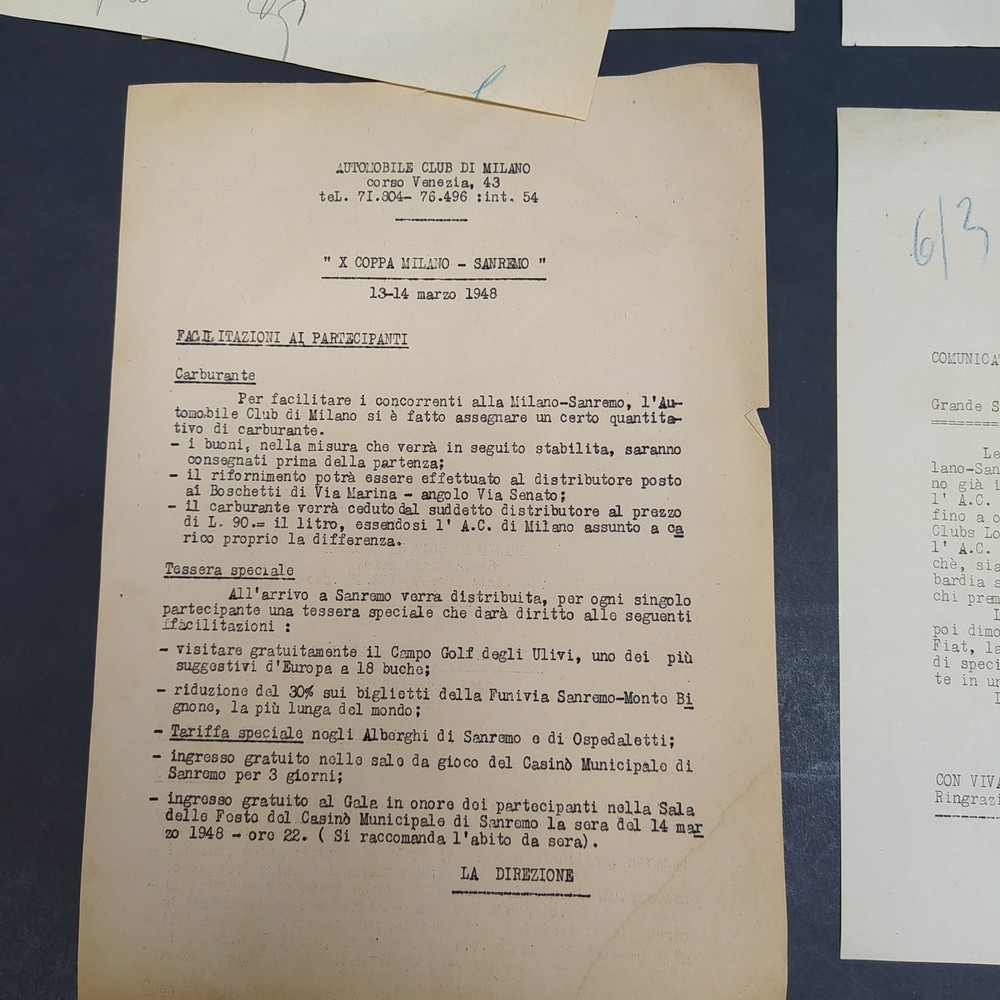 AUTOMOBILE CLUB DI MILANO
corso Venezia, 43
teL. 71.804- 76.496 :int. 54
" X COPPA MILANO - SANREMO "
13-14 marzo 1948
FACILITAZIONI AI PARTECIPANTI
Carburante
Per facilitare i concorrenti alla Milano-Sanremo, l'Au-
tomobile Club di Milano si è fatto assegnare un certo quantita-
tivo di carburante.
- i buoni, nella misura che verrà in seguito stabilita, saranno
consegnati prima della partenza;
- il rifornimento potrà essere effettuato al distributore posto
ai Boschetti di Via Marina - angolo Via Senato;
- il carburante verrà ceduto dal suddetto distributore al prezzo
di L. 90.= il litro, essendosi l' A.C. di Milano assunto a ca
rico proprio la differenza.
Tessera speciale
All'arrivo a Sanremo verrà distribuita, per ogni singolo
partecipante una tessera speciale che darà diritto alle seguenti
facilitazioni :
- visitare gratuitamente il Campo Golf degli Ulivi, uno dei più
suggestivi d'Europa a 18 buche;
- riduzione del 30% sui biglietti della Funivia Sanremo-Monte Bi
gnone, la più lunga del mondo;
- Tariffa speciale negli Alberghi di Sanremo e di Ospedaletti;
- ingresso gratuito nelle sale da gioco del Casinò Municipale di
Sanremo per 3 giorni;
- ingresso gratuito al Gala in onore dei partecipanti nella Sala
delle Feste del Casinò Municipale di Sanremo la sera del 14 mar
zo 1948 - ore 22. ( Si raccomanda l'abito da sera).
LA DIREZIONE
6/3
COMUNICA
Grande S
Le
lano-San
no già i
l' A.C.
fino a o
Clubs Lo
l' A.C.
chè, sia
bardia s
chi prem
L
poi dimo
Fiat, la
di speci
te in un
L
CON VIVA
Ringrazi